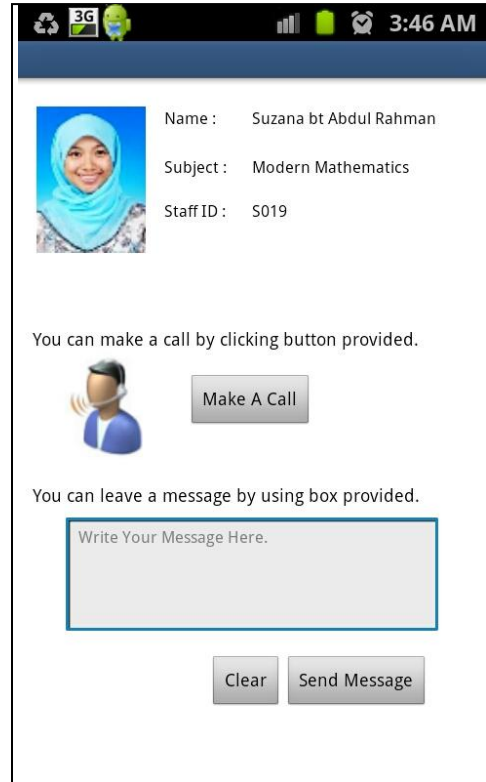 3G 3:46 AM
Name : Suzana bt Abdul Rahman
Subject : Modern Mathematics
Staff ID : S019
You can make a call by clicking button provided.
Make A Call
You can leave a message by using box provided.
Write Your Message Here.
Clear Send Message